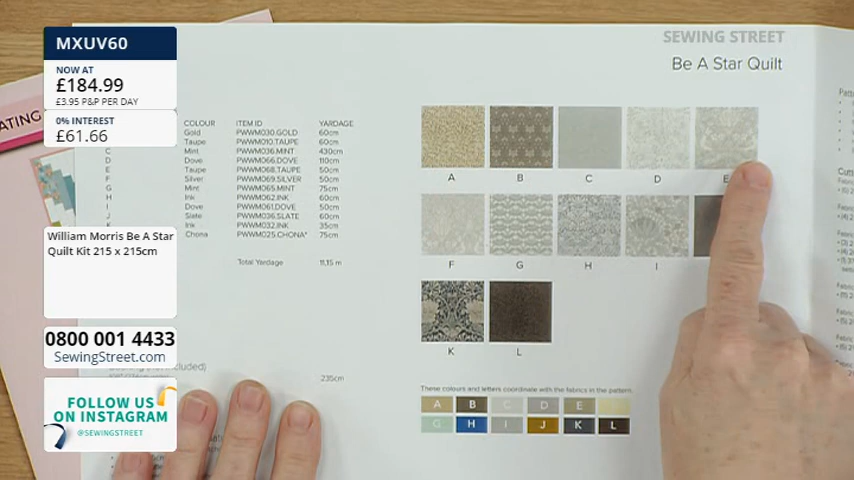 MXUV60
NOW AT
£184.99
£3.95 P&P PER DAY
0% INTEREST
£61.66
William Morris Be A Star
Quilt Kit 215 x 215cm
0800 001 4433
SewingStreet.com
FOLLOW US
ON INSTAGRAM
@SEWINGSTREET
ATING
COLOUR ITEM ID YARDAGE
Gold PWWM030.GOLD 60cm
Taupe PWWM010.TAUPE 60cm
C Mint PWWM036.MINT 430cm
D Dove PWWM066.DOVE 110cm
E Taupe PWWM068.TAUPE 50cm
F Silver PWWM069.SILVER 50cm
G Mint PWWM065.MINT 75cm
H Ink PWWM062.INK 60cm
I Dove PWWM061.DOVE 50cm
J Slate PWWM036.SLATE 60cm
K Ink PWWM032.INK 35cm
Chona PWWM025.CHONA* 75cm
Total Yardage 11.15 m
235cm
SEWING STREET
Be A Star Quilt
A B C D E
F G H I
K L
These colours and letters coordinate with the fabrics in the pattern.
A B C D E
G H I J K L